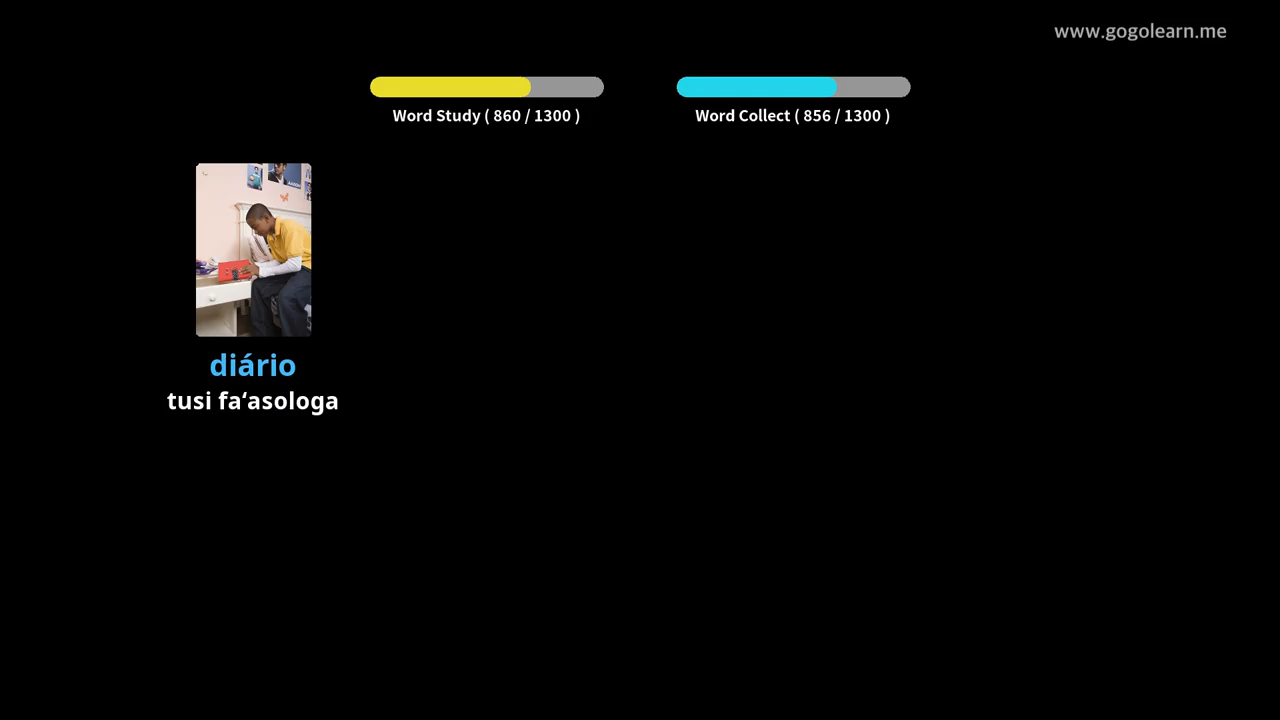 www.gogolearn.me
Word Study ( 860 / 1300 )
Word Collect ( 856 / 1300 )
diário
tusi fa‘asologa